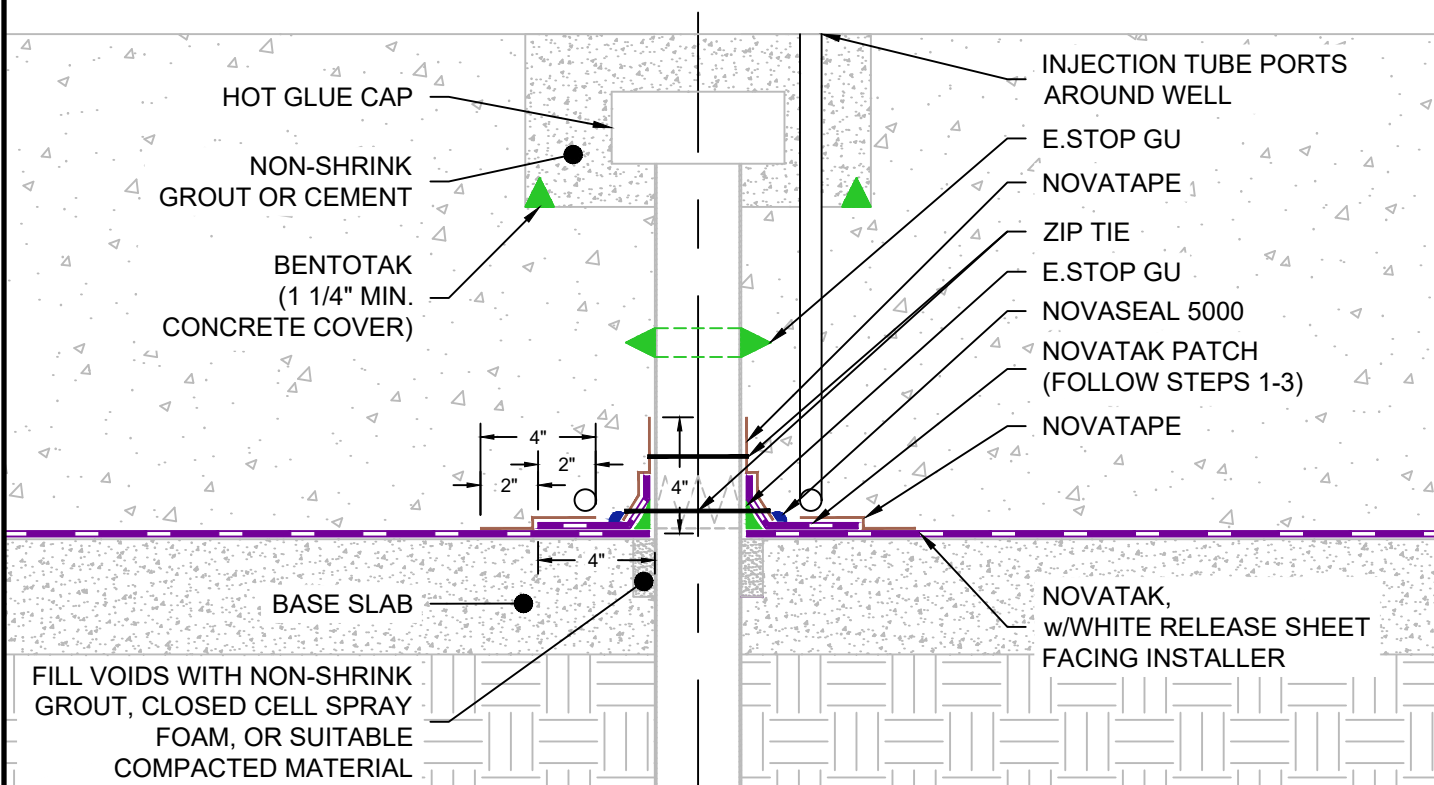 HOT GLUE CAP
NON-SHRINK
GROUT OR CEMENT
BENTOTAK
(1 1/4" MIN.
CONCRETE COVER)
4"
2"
2"
4"
4"
BASE SLAB
FILL VOIDS WITH NON-SHRINK
GROUT, CLOSED CELL SPRAY
FOAM, OR SUITABLE
COMPACTED MATERIAL
INJECTION TUBE PORTS
AROUND WELL
E.STOP GU
NOVATAPE
ZIP TIE
E.STOP GU
NOVASEAL 5000
NOVATAK PATCH
(FOLLOW STEPS 1-3)
NOVATAPE
NOVATAK,
w/WHITE RELEASE SHEET
FACING INSTALLER